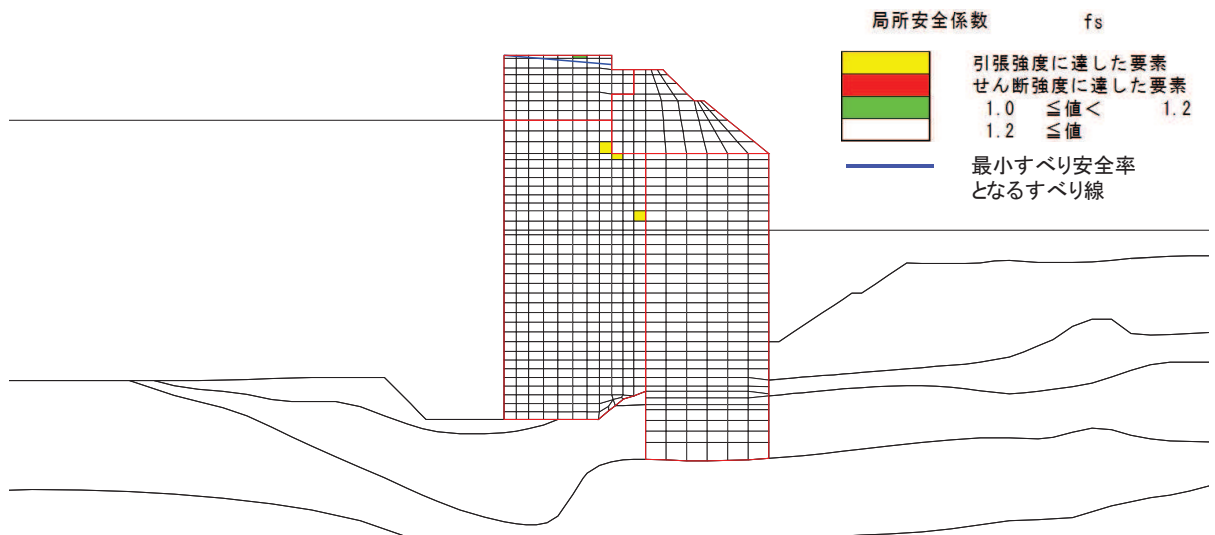 局所安全係数 fs
引張強度に達した要素
せん断強度に達した要素
1.0 ≦値< 1.2
1.2 ≦値
最小すべり安全率
となるすべり線